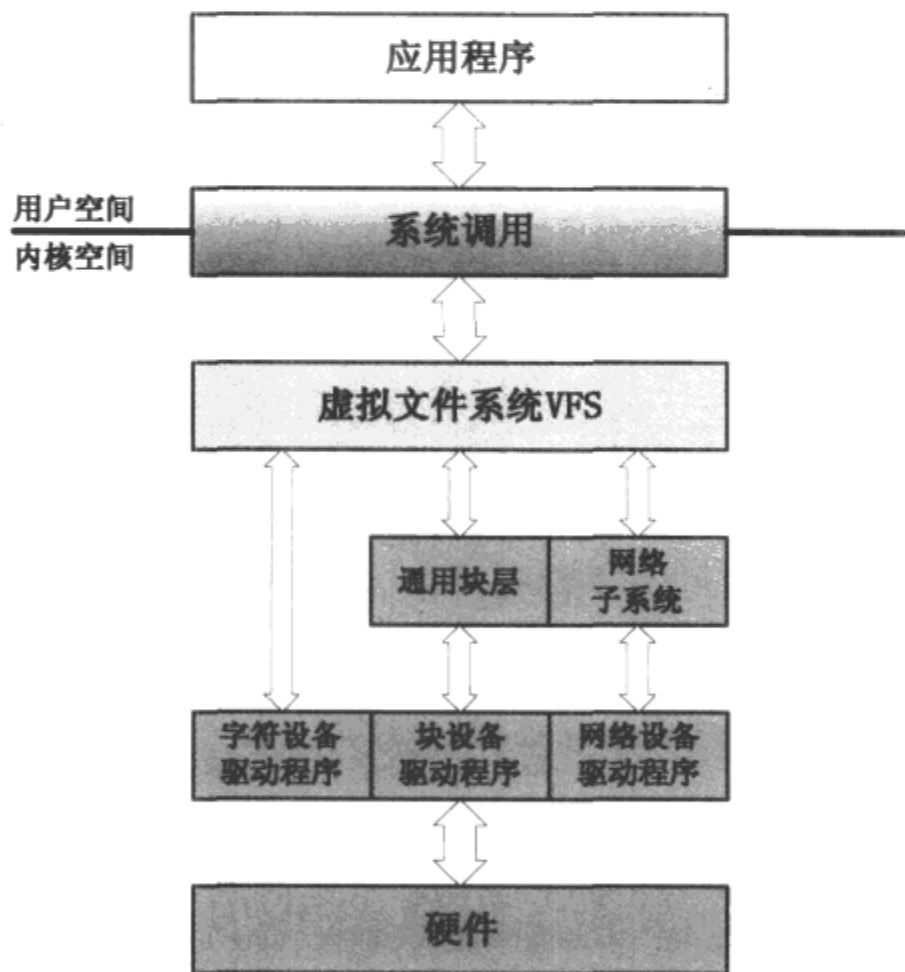 应用程序
用户空间
系统调用
内核空间
虚拟文件系统VFS
通用块层
网络
子系统
字符设备
驱动程序
块设备
驱动程序
网络设备
驱动程序
硬件